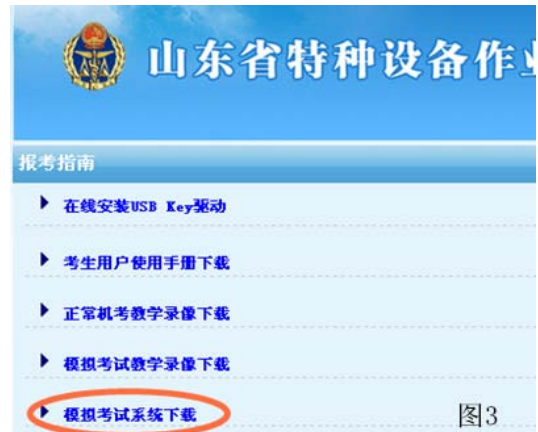 山东省特种设备作业
报考指南
在线安装USB Key驱动
考生用户使用手册下载
正常机考教学录像下载
模拟考试教学录像下载
模拟考试系统下载
图3